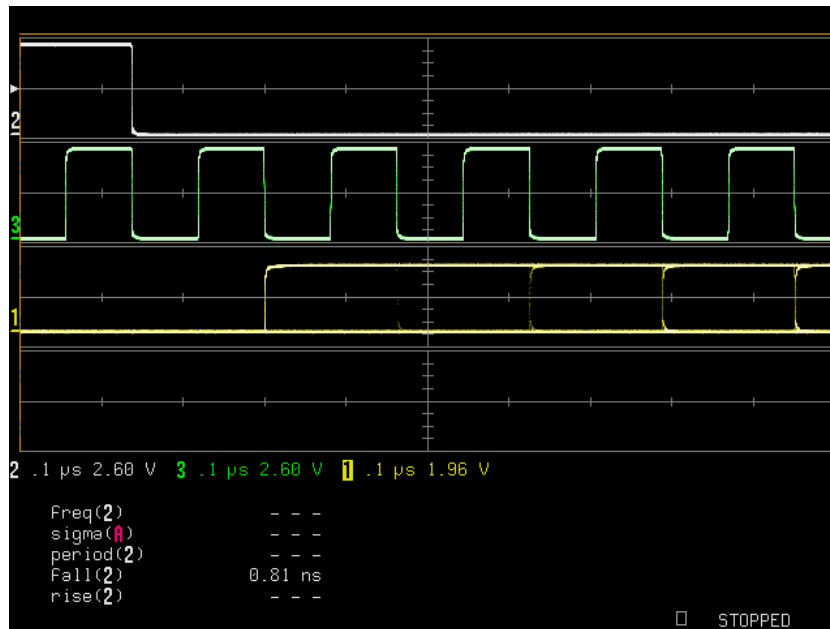 2
3
1
2 .1 µs 2.60 V 3 .1 µs 2.60 V 1 .1 µs 1.96 V
freq(2) - - -
sigma(A) - - -
period(2) - - -
fall(2) 0.81 ns
rise(2) - - -
STOPPED